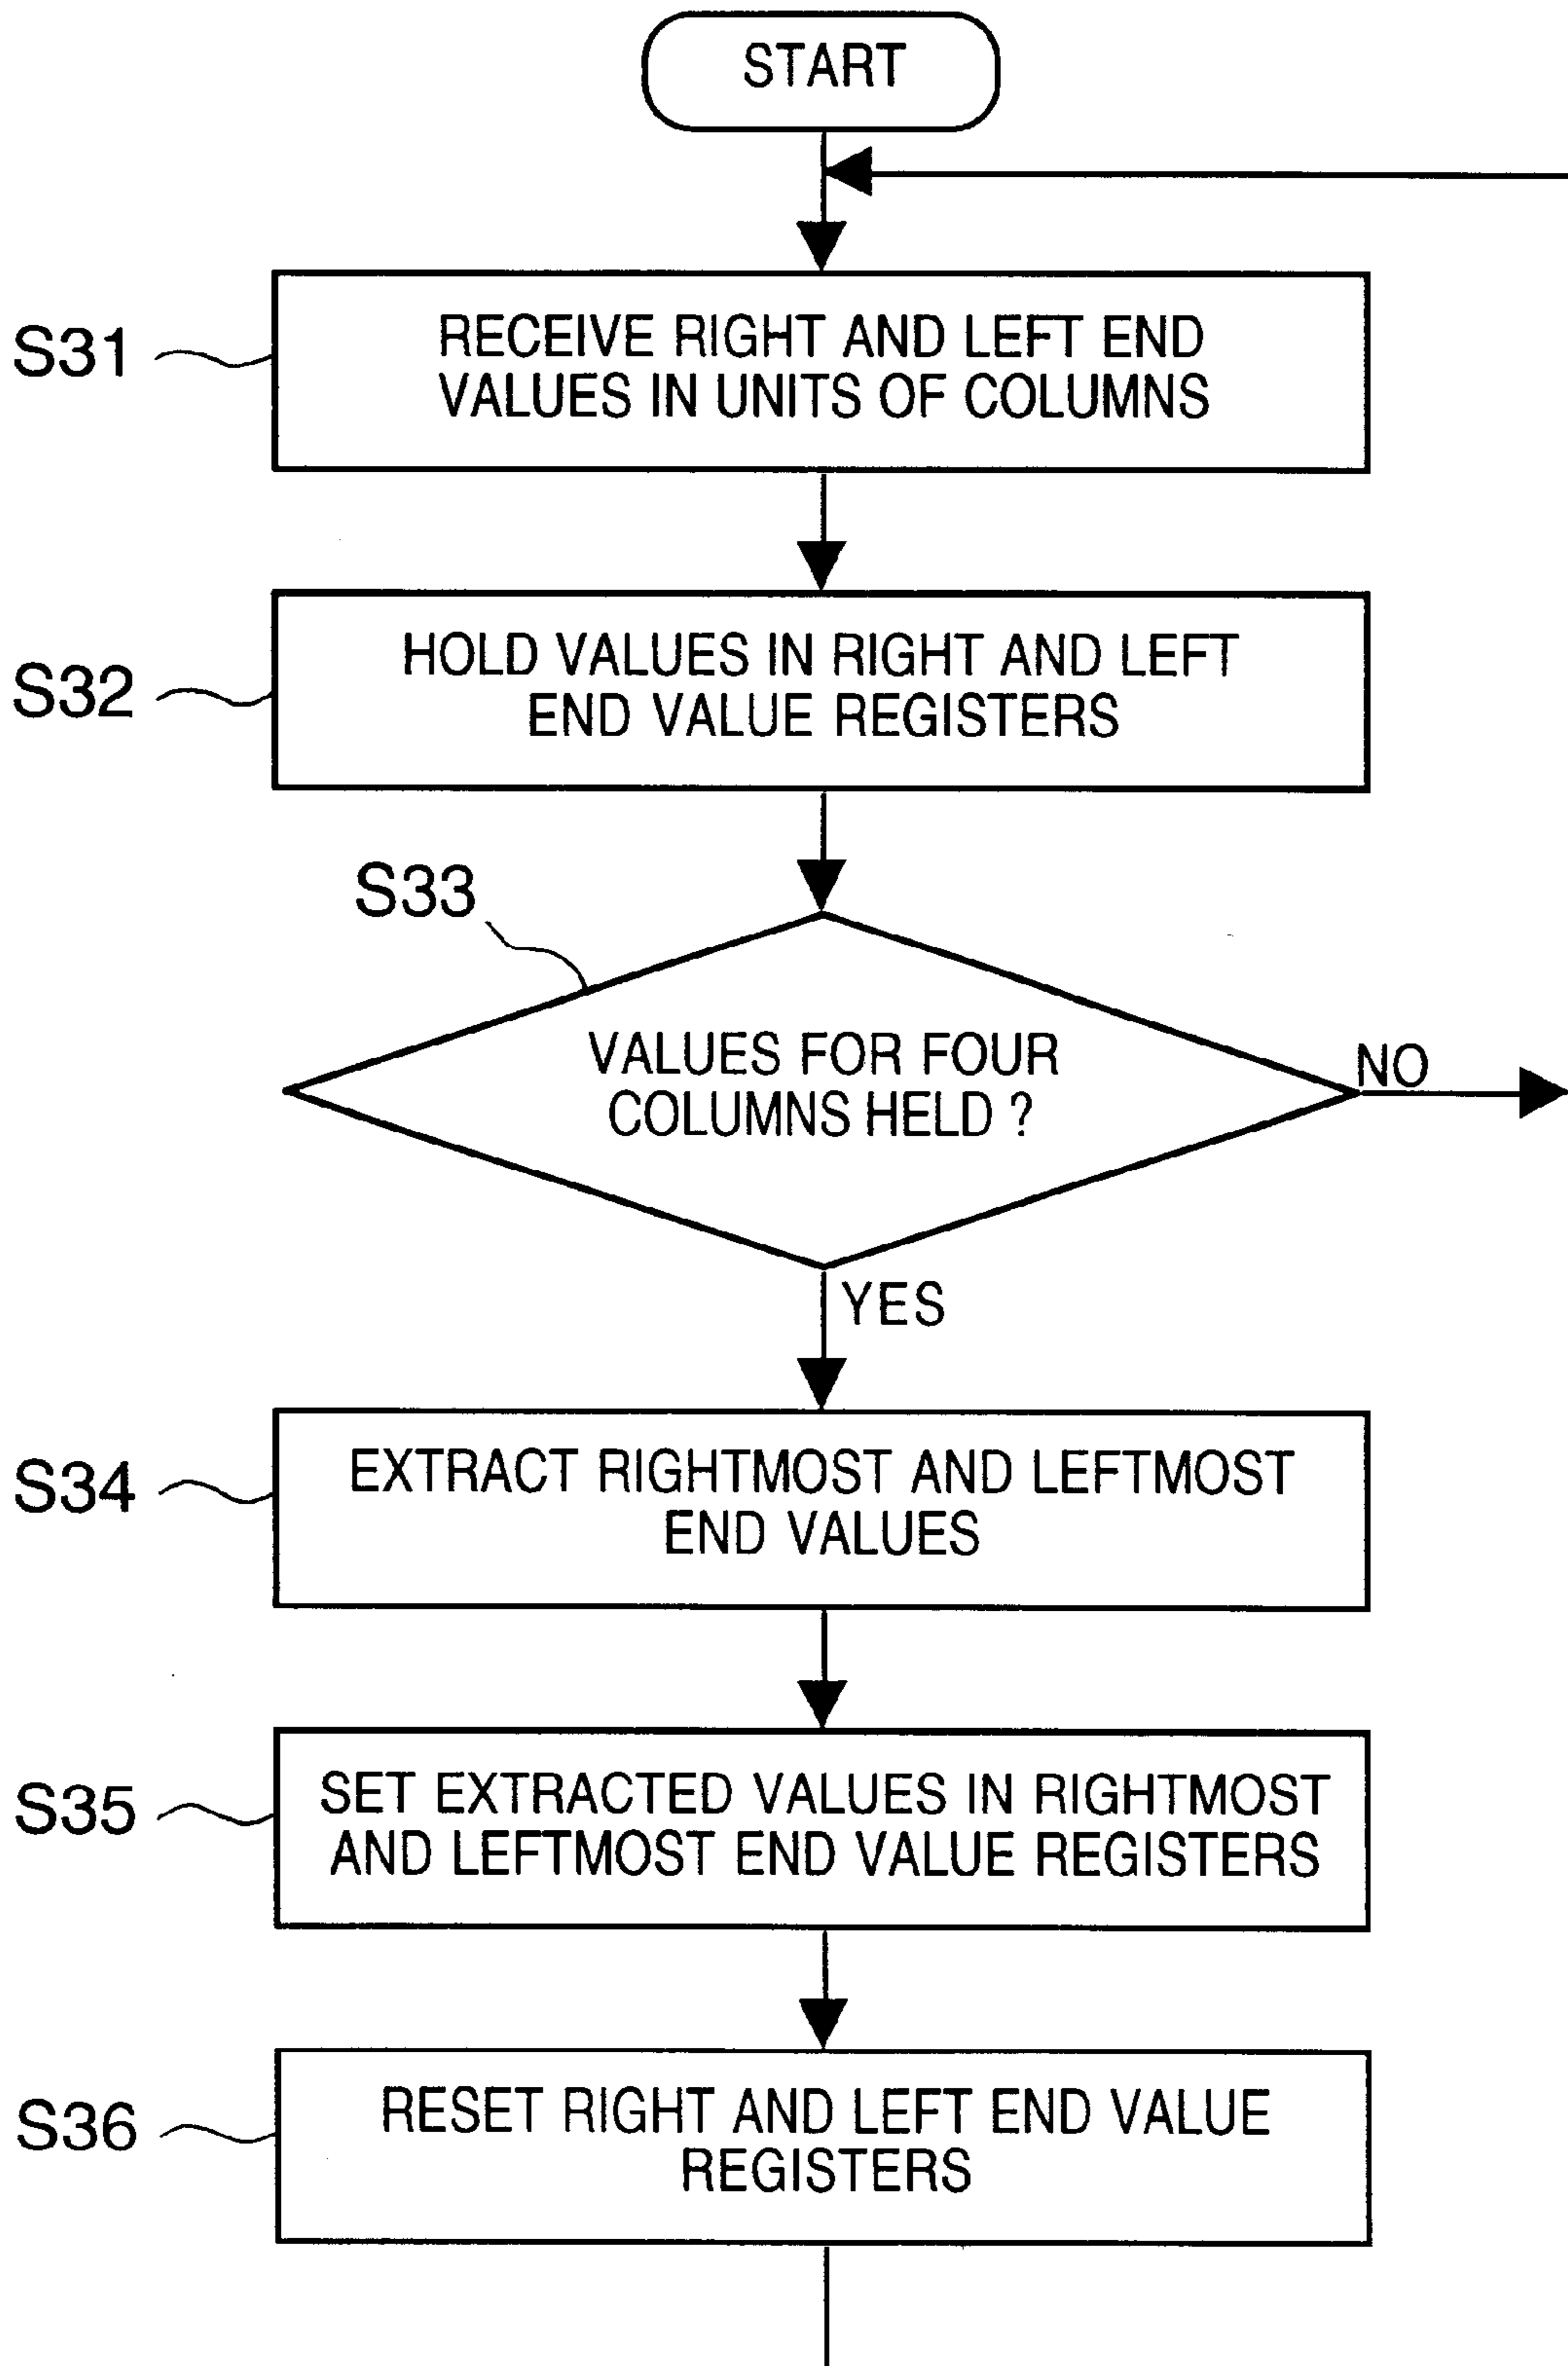 START
S31
RECEIVE RIGHT AND LEFT END
VALUES IN UNITS OF COLUMNS
S32
HOLD VALUES IN RIGHT AND LEFT
END VALUE REGISTERS
S33
VALUES FOR FOUR
COLUMNS HELD ?
NO
YES
S34
EXTRACT RIGHTMOST AND LEFTMOST
END VALUES
S35
SET EXTRACTED VALUES IN RIGHTMOST
AND LEFTMOST END VALUE REGISTERS
S36
RESET RIGHT AND LEFT END VALUE
REGISTERS